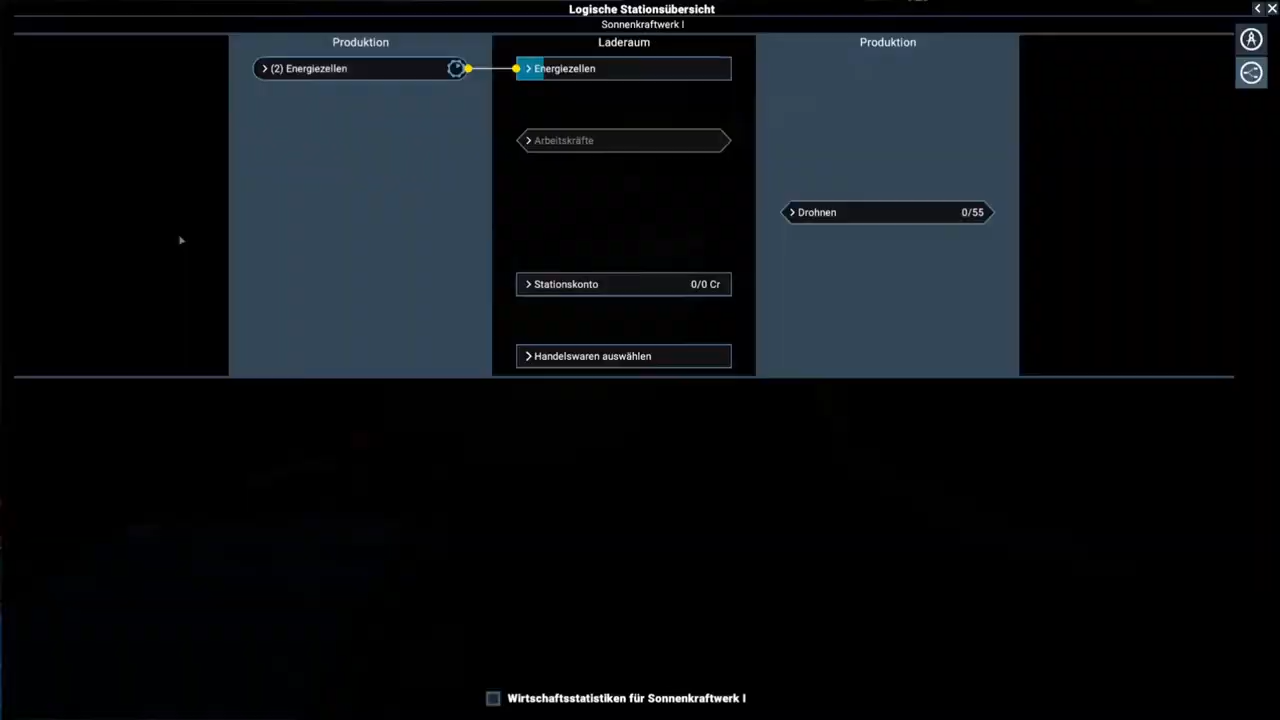 Logische Stationsübersicht
Sonnenkraftwerk I
Produktion
Laderaum
Produktion
(2) Energiezellen
Energiezellen
Arbeitskräfte
Drohnen 0/55
Stationskonto 0/0 Cr
Handelswaren auswählen
Wirtschaftsstatistiken für Sonnenkraftwerk I